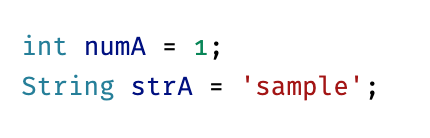 int numA = 1;
String strA = 'sample';